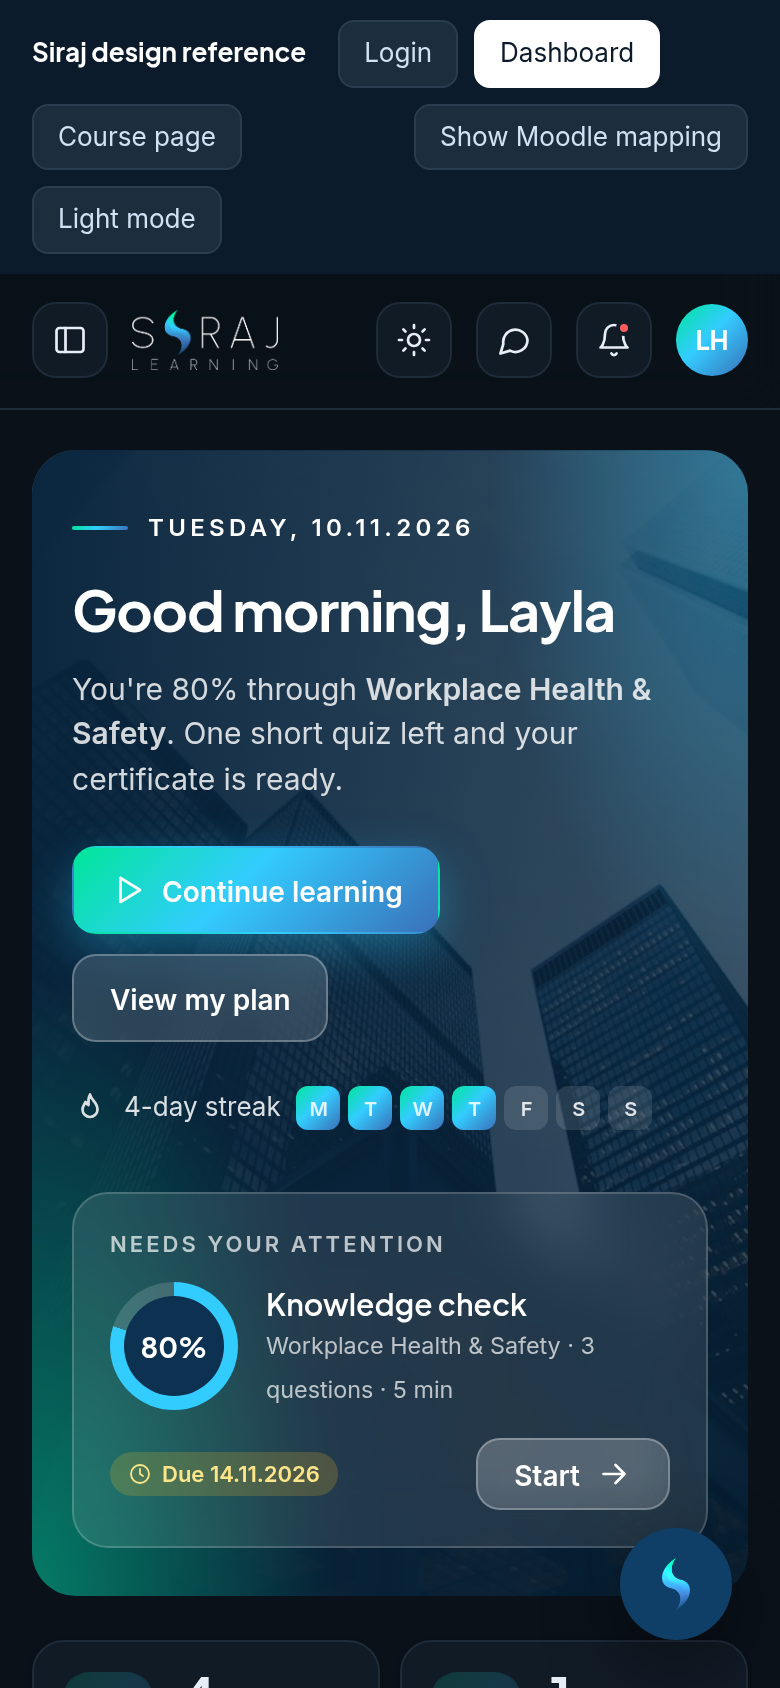 Siraj design reference
Login
Dashboard
Course page
Show Moodle mapping
Light mode
SIRAJ
LEARNING
LH
TUESDAY, 10.11.2026
Good morning, Layla
You're 80% through Workplace Health &
Safety. One short quiz left and your
certificate is ready.
Continue learning
View my plan
4-day streak M T W T F S S
NEEDS YOUR ATTENTION
80%
Knowledge check
Workplace Health & Safety · 3
questions · 5 min
Due 14.11.2026
Start